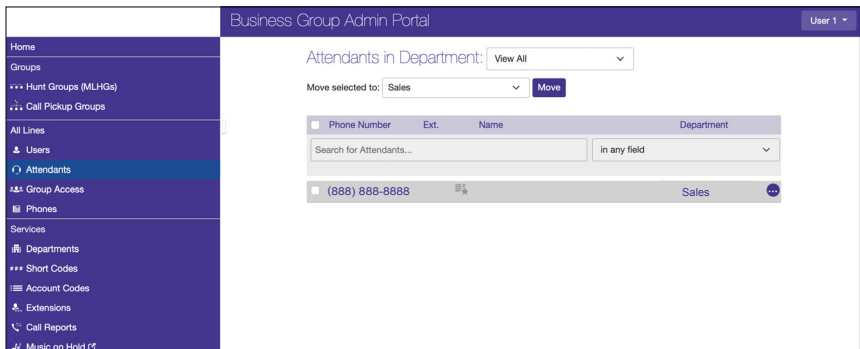 Business Group Admin Portal
User 1
Home
Groups
Hunt Groups (MLHGs)
Call Pickup Groups
All Lines
Users
Attendants
Group Access
Phones
Services
Departments
Short Codes
Account Codes
Extensions
Call Reports
Music on Hold
Attendants in Department: View All
Move selected to: Sales Move
Phone Number Ext. Name Department
Search for Attendants... in any field
(888) 888-8888 Sales